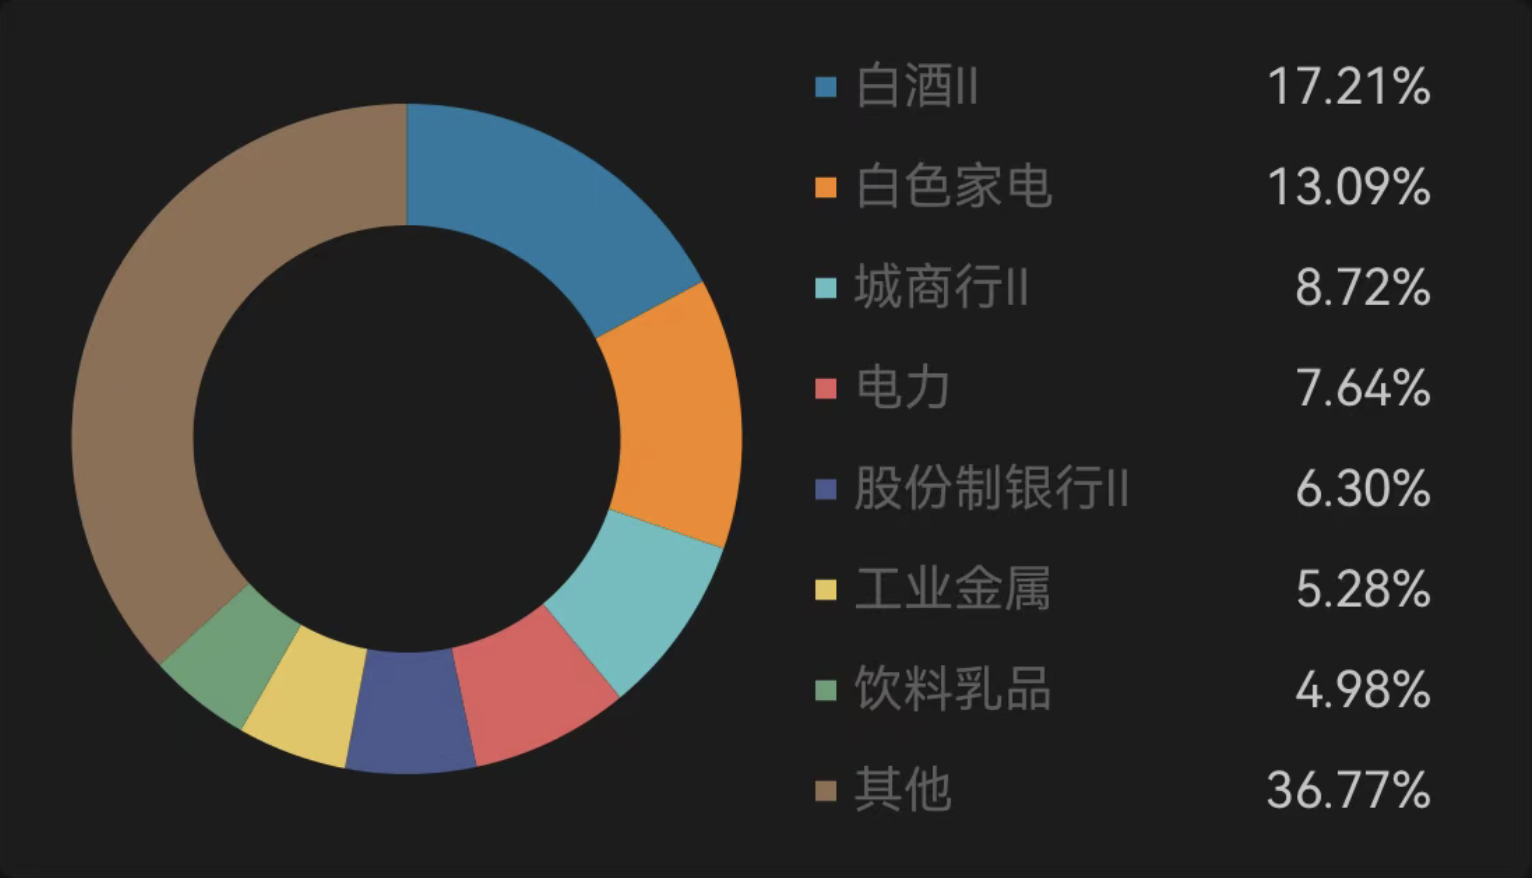 白酒II 17.21%
白色家电 13.09%
城商行II 8.72%
电力 7.64%
股份制银行II 6.30%
工业金属 5.28%
饮料乳品 4.98%
其他 36.77%